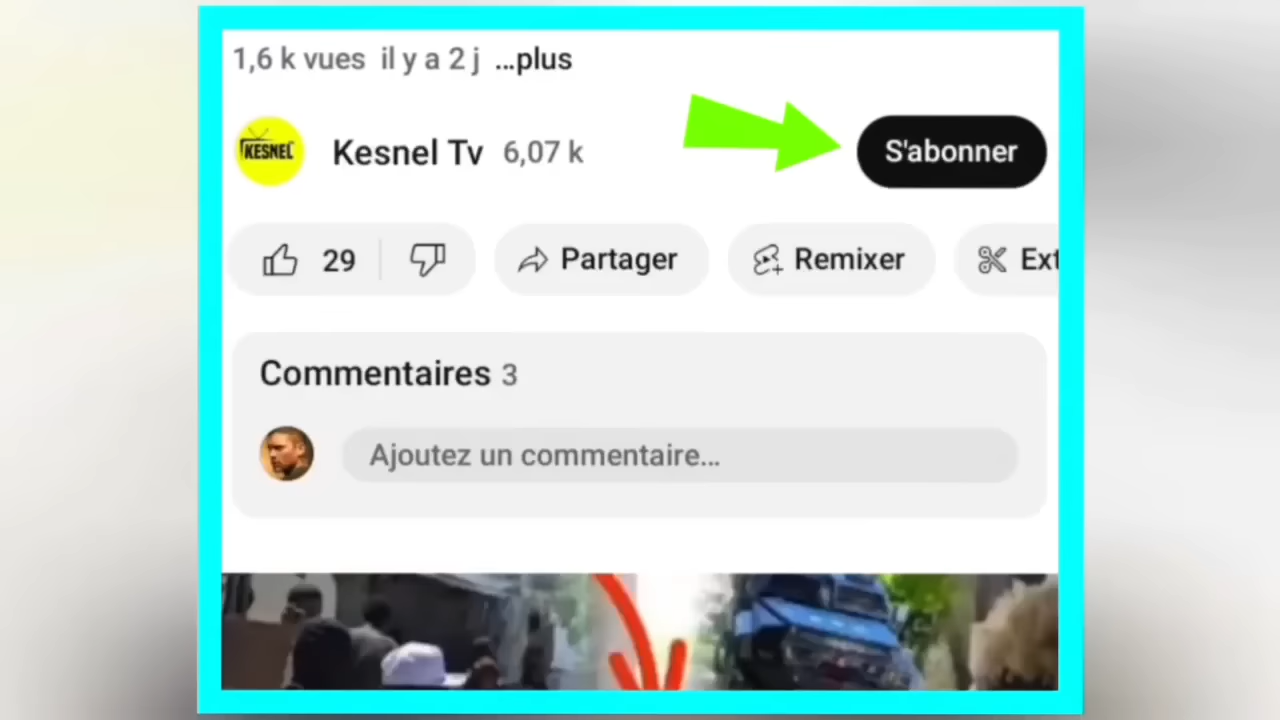 1,6 k vues il y a 2 j ...plus
KESNEL
Kesnel Tv 6,07 k
S'abonner
29
Partager
Remixer
Ext
Commentaires 3
Ajoutez un commentaire...